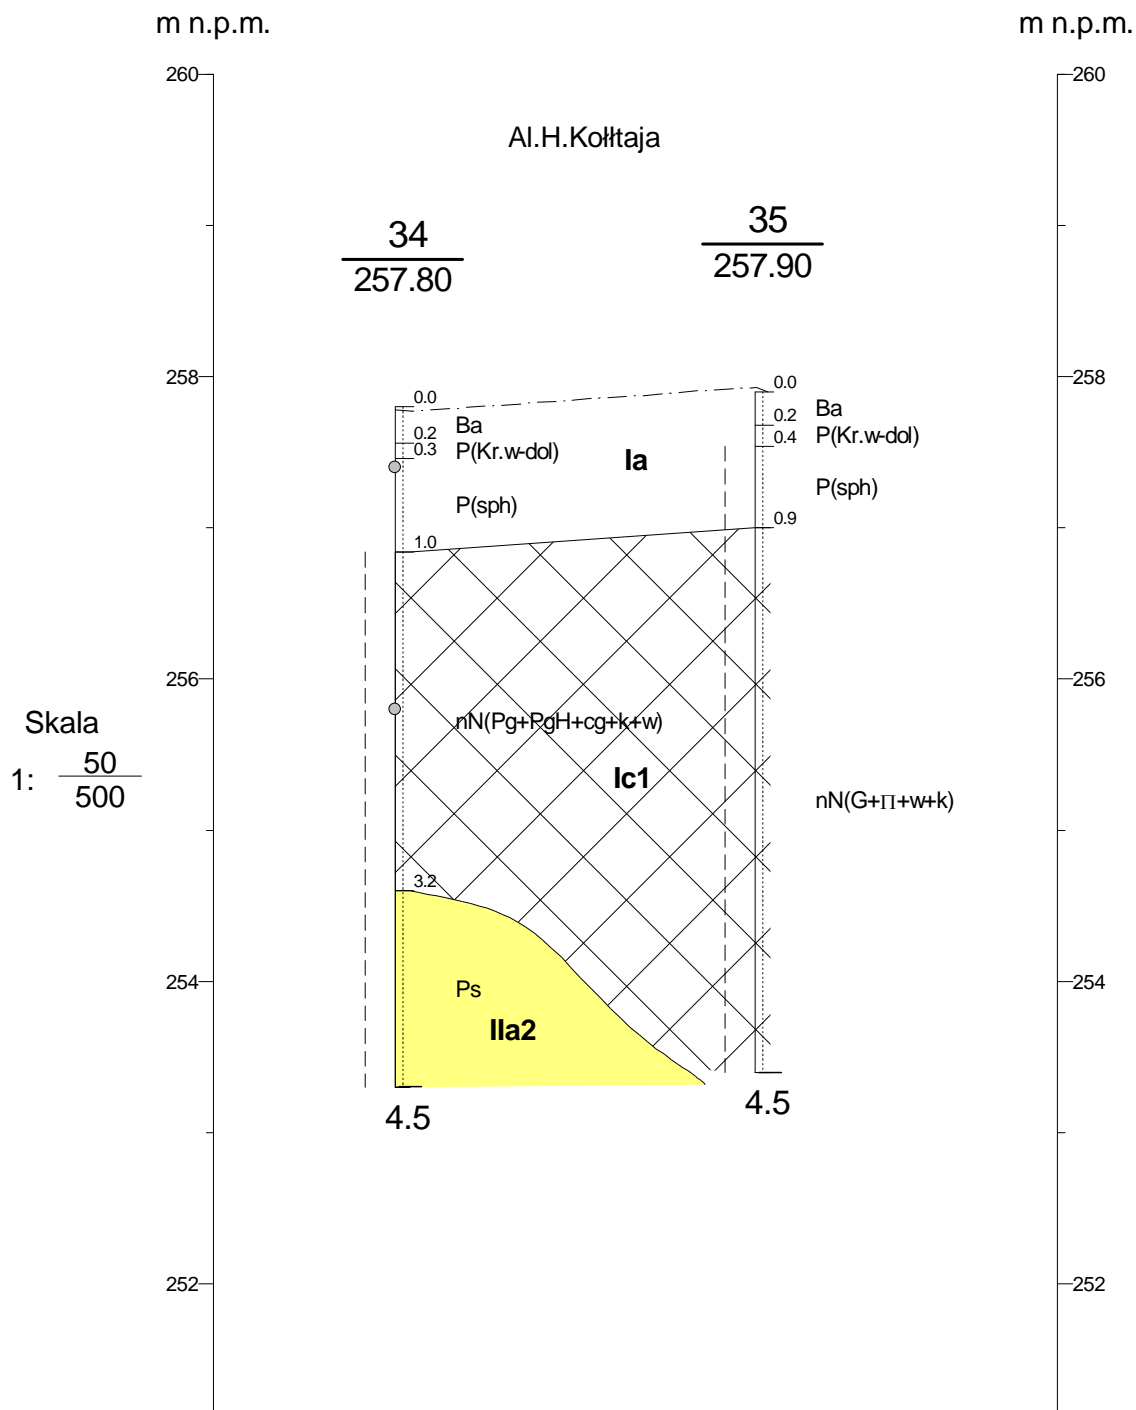 m n.p.m.
m n.p.m.
260
260
Al.H.Kołłtaja
34
257.80
35
257.90
258
258
0.0
0.2
0.3
Ba
P(Kr.w-dol)
P(sph)
Ia
0.0
0.2
0.4
Ba
P(Kr.w-dol)
P(sph)
0.9
1.0
256
256
nN(Pg+PgH+cg+k+w)
Ic1
nN(G+Π+w+k)
Skala
1: 50
500
3.2
254
254
Ps
IIa2
4.5
4.5
252
252